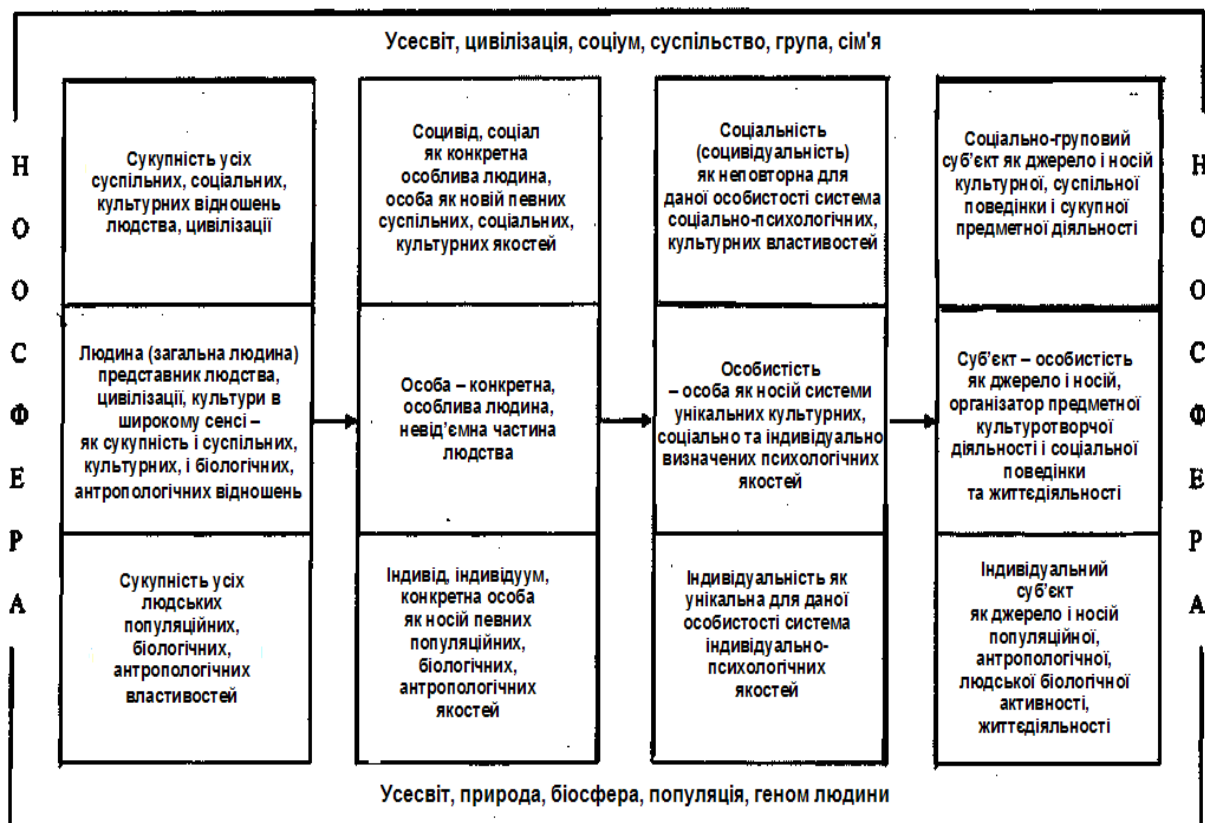 Усесвіт, цивілізація, соціум, суспільство, група, сім'я
Н
О
О
С
Ф
Е
Р
А
Сукупність усіх
суспільних, соціальних,
культурних відношень
людства, цивілізації
Социвід, соціал
як конкретна
особлива людина,
особа як новій певних
суспільних, соціальних,
культурних якостей
Соціальність
(социвідуальність)
як неповторна для
даної особистості система
соціально-психологічних,
культурних властивостей
Соціально-груповий
суб’єкт як джерело і носій
культурної, суспільної
поведінки і сукупної
предметної діяльності
Людина (загальна людина)
представник людства,
цивілізації, культури в
широкому сенсі –
як сукупність і суспільних,
культурних, і біологічних,
антропологічних відношень
Особа – конкретна,
особлива людина,
невід’ємна частина
людства
Особистість
– особа як носій системи
унікальних культурних,
соціально та індивідуально
визначених психологічних
якостей
Суб’єкт – особистість
як джерело і носій,
організатор предметної
культуротворчої
діяльності і соціальної
поведінки
та життєдіяльності
Сукупність усіх
людських
популяційних,
біологічних,
антропологічних
властивостей
Індивід, індивідуум,
конкретна особа
як носій певних
популяційних,
біологічних,
антропологічних
якостей
Індивідуальність як
унікальна для даної
особистості система
індивідуально-
психологічних
якостей
Індивідуальний
суб’єкт
як джерело і носій
популяційної,
антропологічної,
людської біологічної
активності,
життєдіяльності
Н
О
О
С
Ф
Е
Р
А
Усесвіт, природа, біосфера, популяція, геном людини